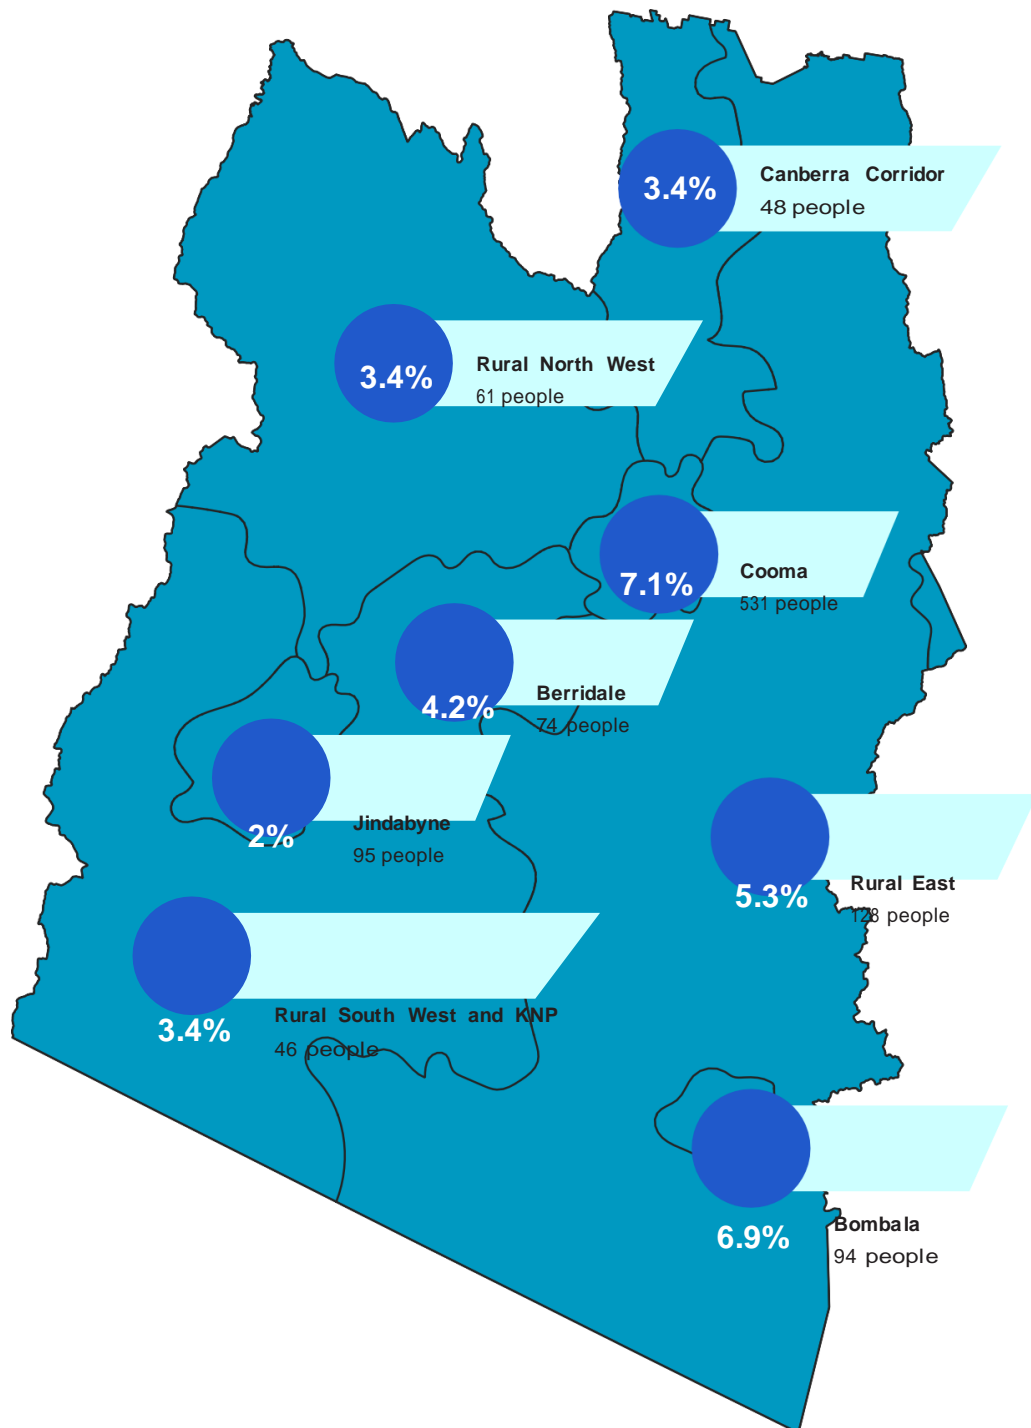 3.4%
Canberra Corridor
48 people
3.4%
Rural North West
61 people
7.1%
Cooma
531 people
4.2%
Berridale
74 people
2%
Jindabyne
95 people
5.3%
Rural East
128 people
3.4%
Rural South West and KNP
46 people
6.9%
Bombala
94 people